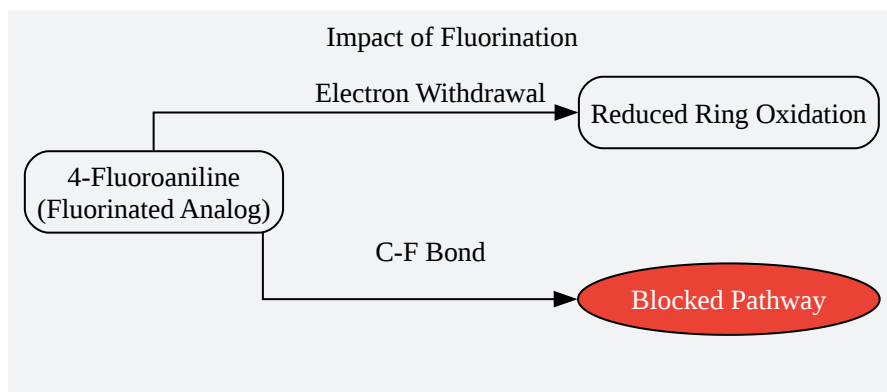 Impact of Fluorination
Electron Withdrawal
Reduced Ring Oxidation
4-Fluoroaniline
(Fluorinated Analog)
C-F Bond
Blocked Pathway